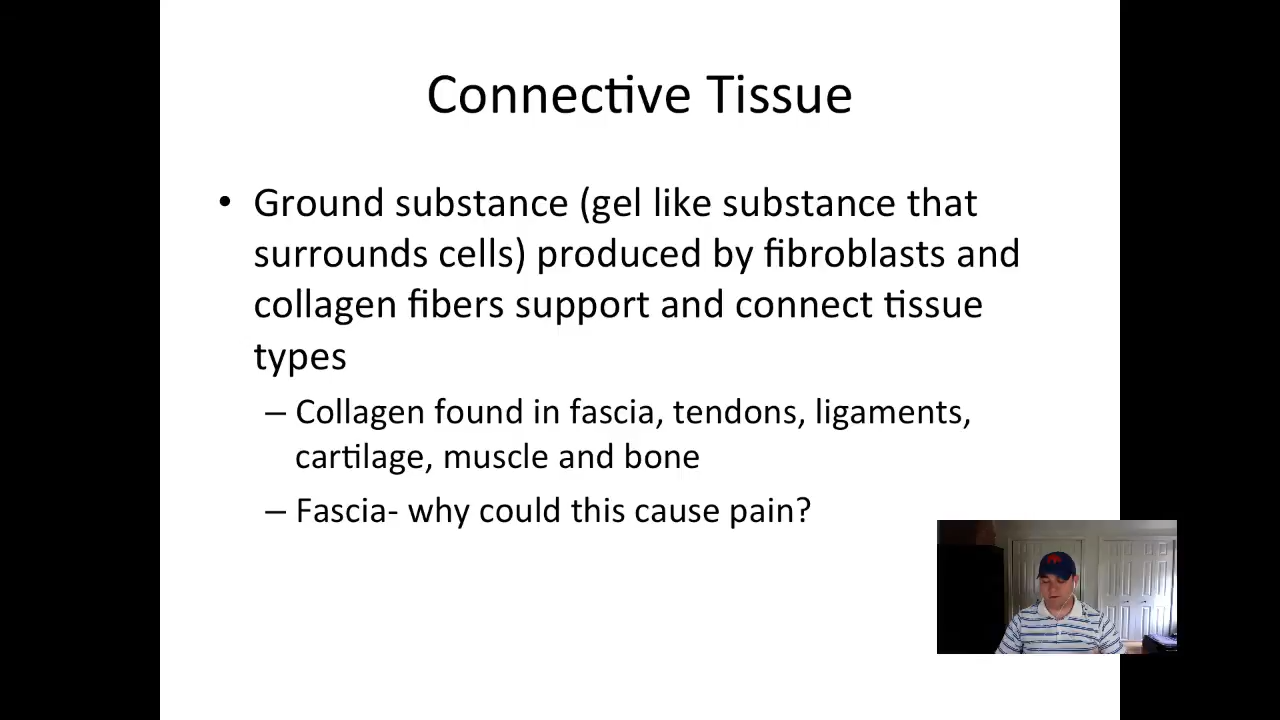 Connective Tissue
• Ground substance (gel like substance that
surrounds cells) produced by fibroblasts and
collagen fibers support and connect tissue
types
– Collagen found in fascia, tendons, ligaments,
cartilage, muscle and bone
– Fascia- why could this cause pain?